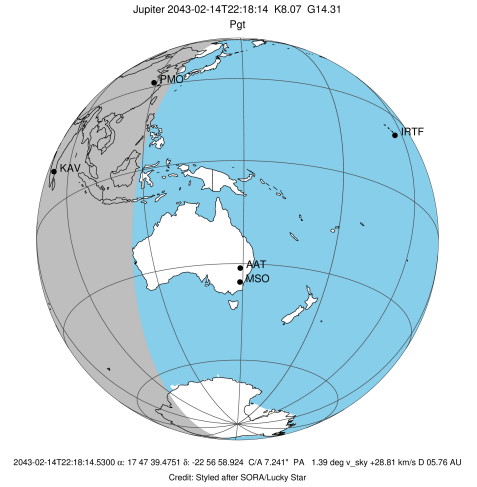 Jupiter 2043-02-14T22:18:14 K8.07 G14.31
Pgt
PMO
IRTF
KAV
AAT
MSO
2043-02-14T22:18:14.5300 α: 17 47 39.4751 δ: -22 56 58.924 C/A 7.241" PA 1.39 deg v_sky +28.81 km/s D 05.76 AU
Credit: Styled after SORA/Lucky Star